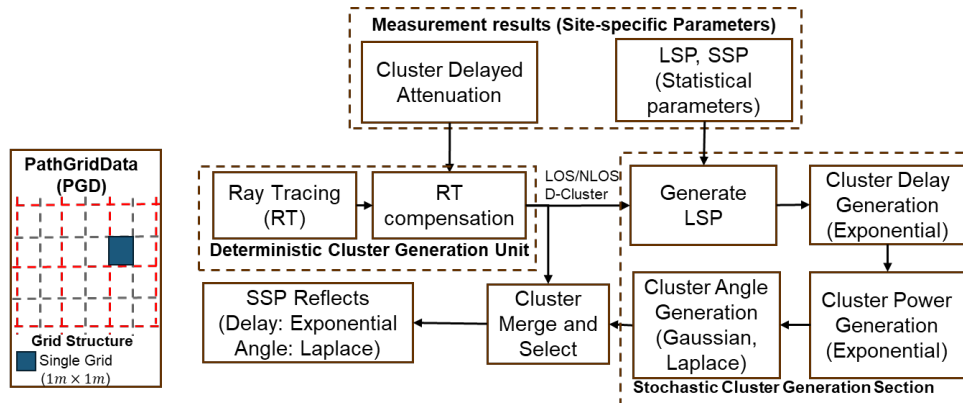 Measurement results (Site-specific Parameters)
Cluster Delayed
Attenuation
LSP, SSP
(Statistical
parameters)
PathGridData
(PGD)
Grid Structure
Single Grid
(1m × 1m)
Ray Tracing
(RT)
RT
compensation
Deterministic Cluster Generation Unit
LOS/NLOS
D-Cluster
Generate
LSP
Cluster Delay
Generation
(Exponential)
SSP Reflects
(Delay: Exponential
Angle: Laplace)
Cluster
Merge and
Select
Cluster Angle
Generation
(Gaussian,
Laplace)
Cluster Power
Generation
(Exponential)
Stochastic Cluster Generation Section